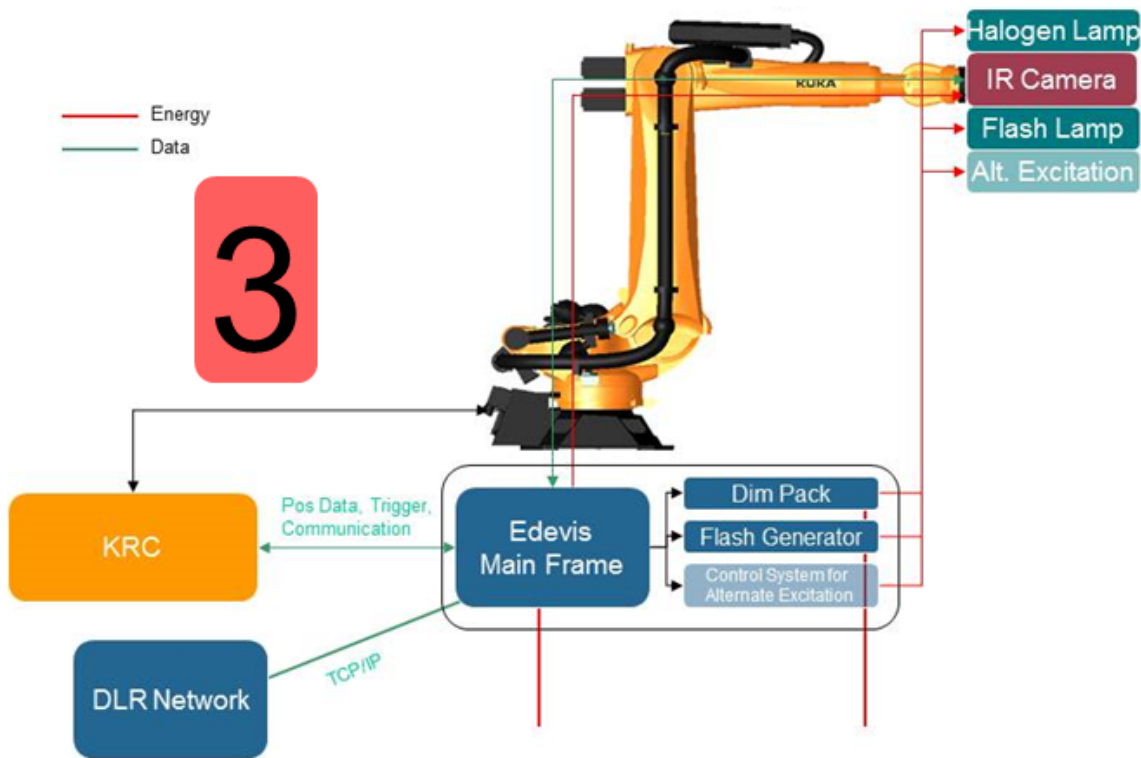 Halogen Lamp
KUKA
IR Camera
Energy
Flash Lamp
Data
Alt. Excitation
3
Pos Data, Trigger,
Communication
KRC
Edevis
Main Frame
Dim Pack
Flash Generator
Control System for
Alternate Excitation
TCP/IP
DLR Network